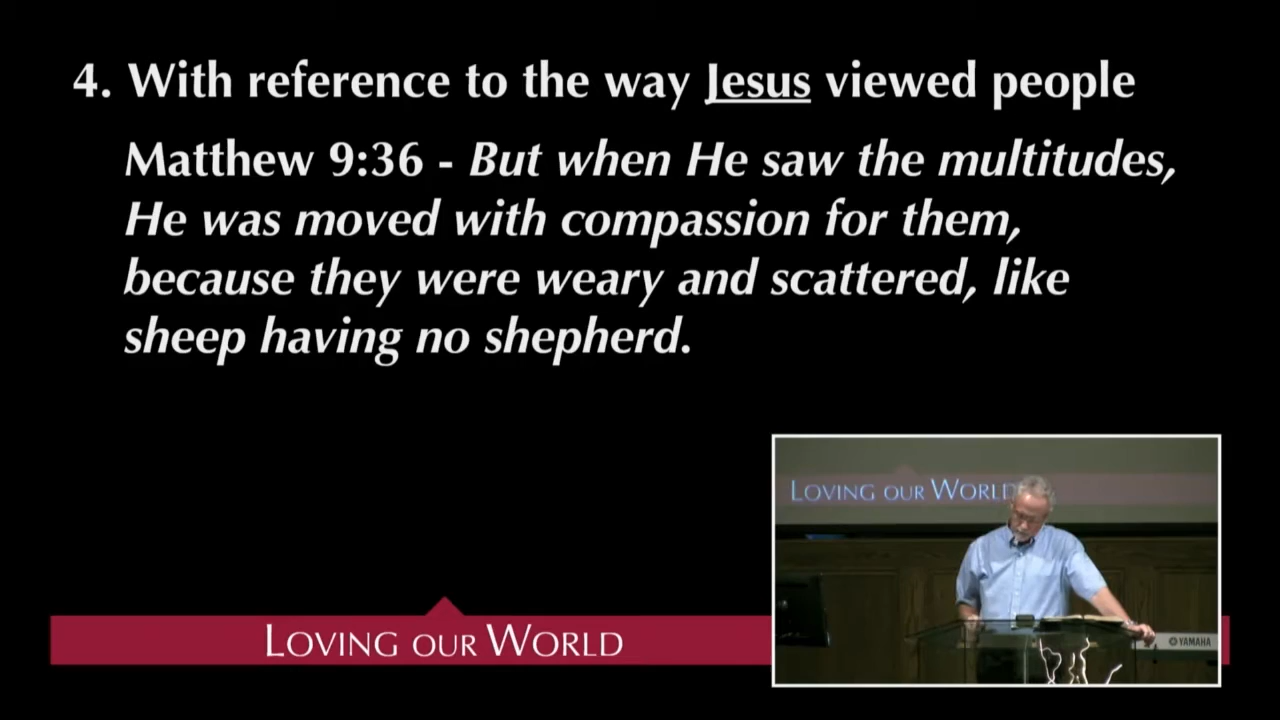 4. With reference to the way Jesus viewed people
Matthew 9:36 - But when He saw the multitudes,
He was moved with compassion for them,
because they were weary and scattered, like
sheep having no shepherd.
LOVING OUR WORLD
LOVING OUR WORLD
YAMAHA